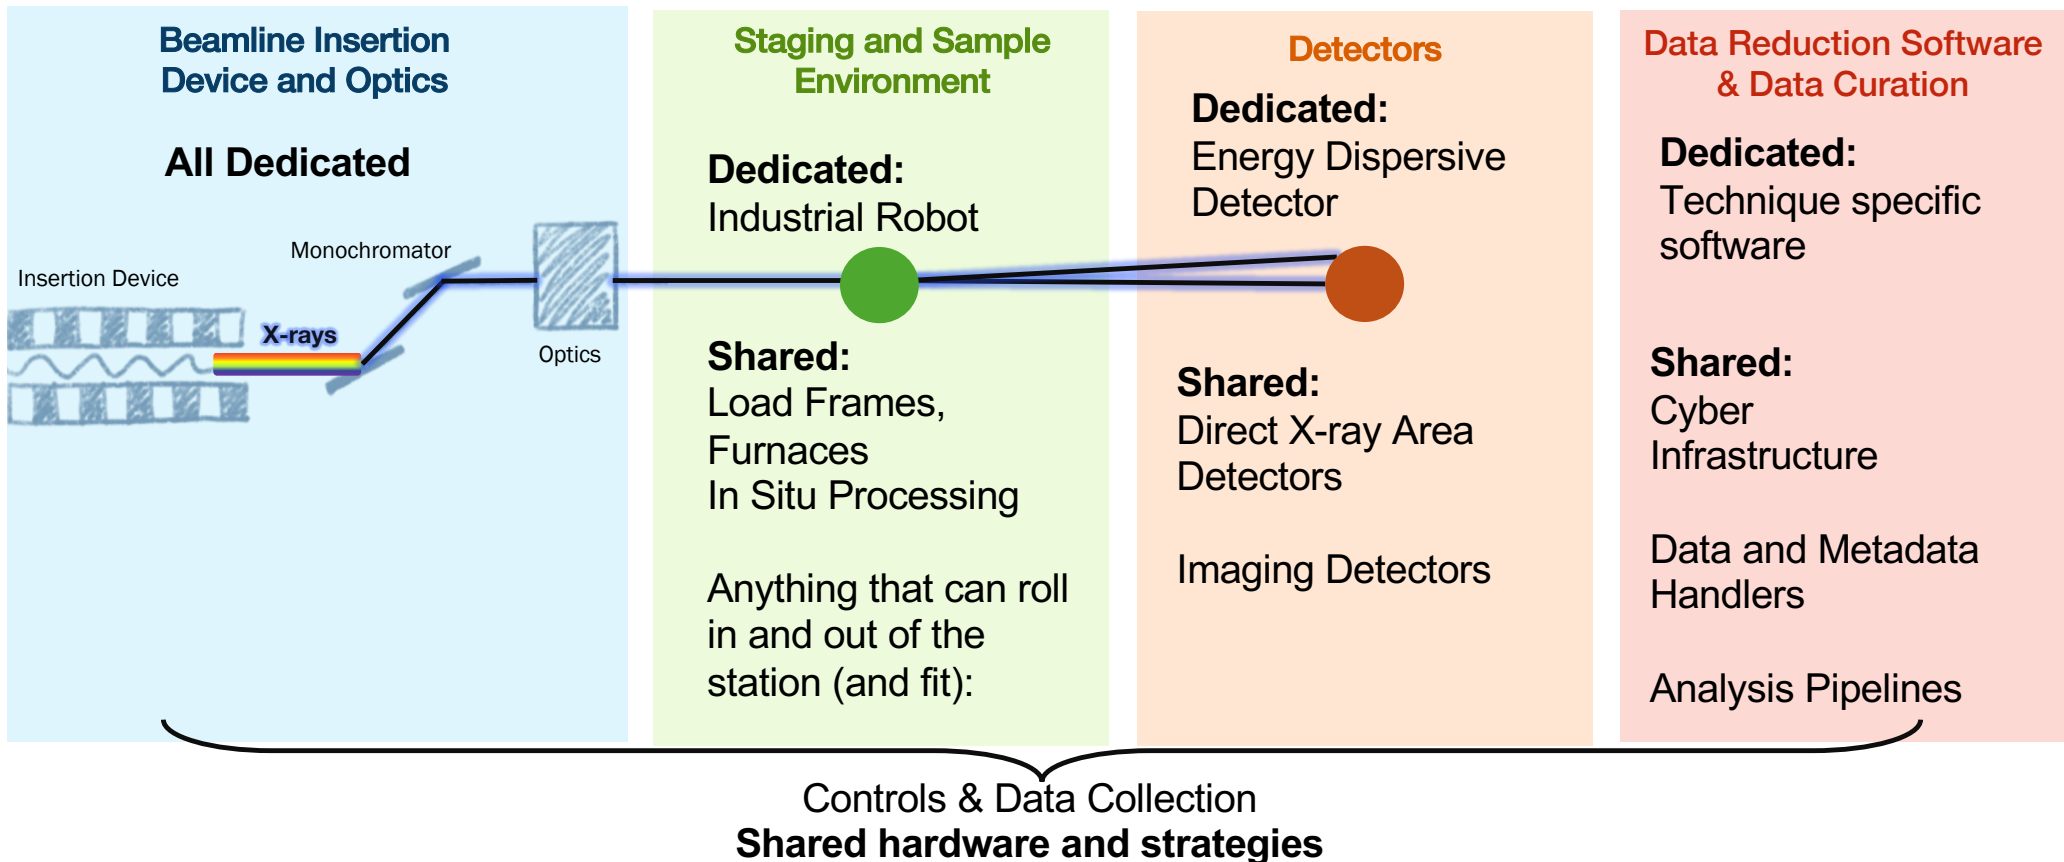 Beamline Insertion
Device and Optics
All Dedicated
Insertion Device
X-rays
Monochromator
Optics
Staging and Sample
Environment
Dedicated:
Industrial Robot
Shared:
Load Frames,
Furnaces
In Situ Processing
Anything that can roll
in and out of the
station (and fit):
Detectors
Dedicated:
Energy Dispersive
Detector
Shared:
Direct X-ray Area
Detectors
Imaging Detectors
Data Reduction Software
& Data Curation
Dedicated:
Technique specific
software
Shared:
Cyber
Infrastructure
Data and Metadata
Handlers
Analysis Pipelines
Controls & Data Collection
Shared hardware and strategies